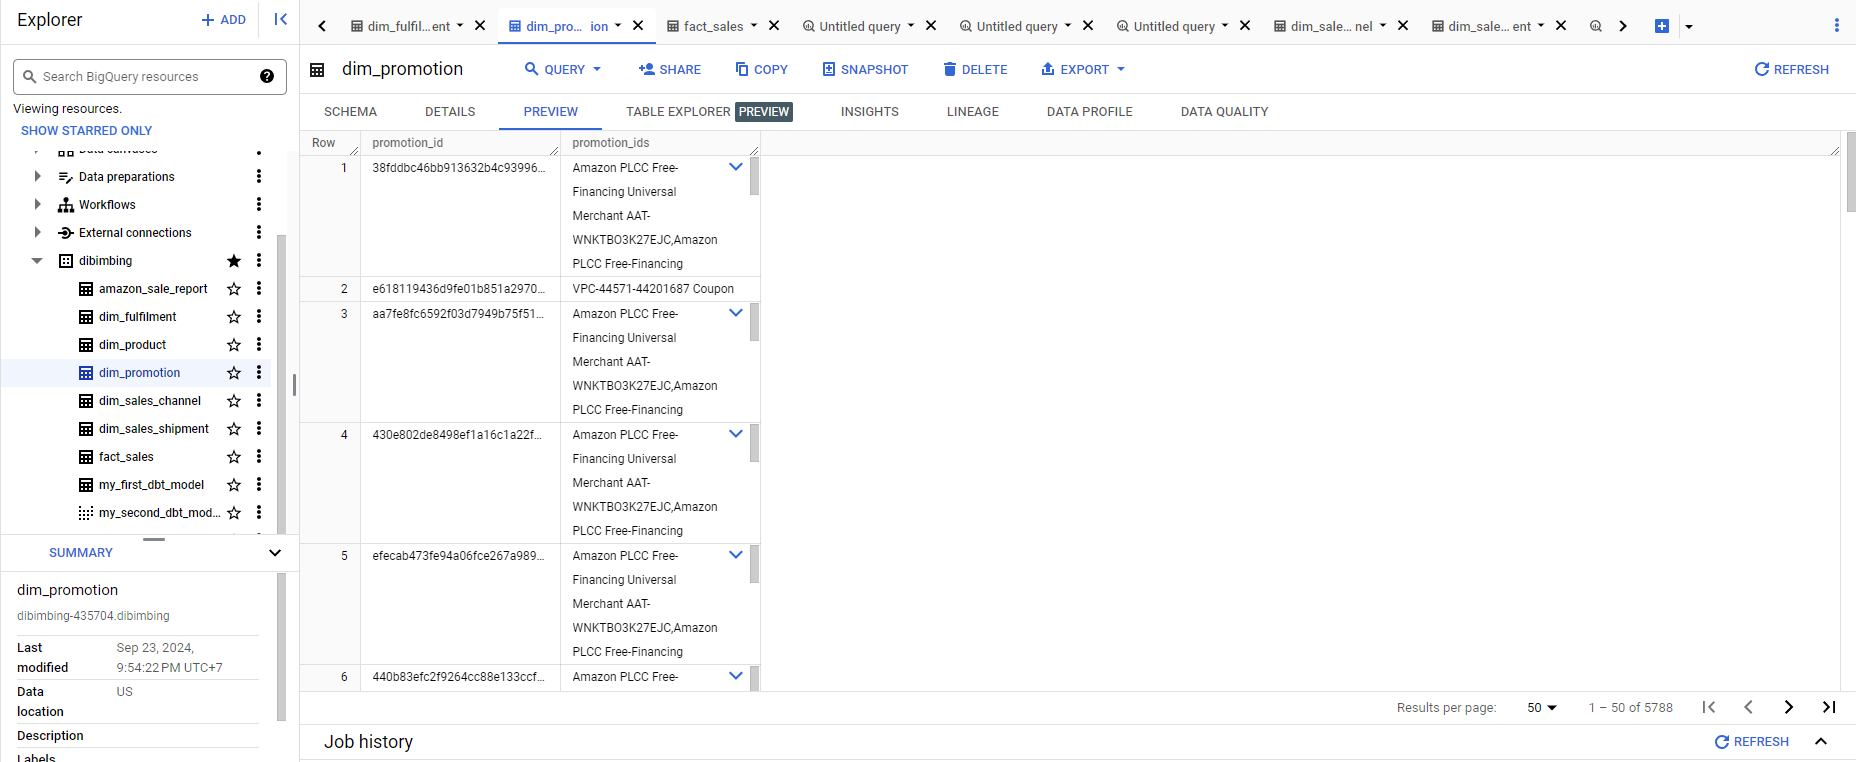 Explorer
ADD
Search BigQuery resources
Viewing resources.
SHOW STARRED ONLY
Data canvases
Data preparations
Workflows
External connections
dibimbing
amazon_sale_report
dim_fulfilment
dim_product
dim_promotion
dim_sales_channel
dim_sales_shipment
fact_sales
my_first_dbt_model
my_second_dbt_mod...
SUMMARY
dim_promotion
dibimbing-435704.dibimbing
Last modified
Sep 23, 2024, 9:54:22 PM UTC+7
Data location
US
Description
Labels
dim_fulfil...ent
dim_pro... ion
fact_sales
Untitled query
Untitled query
Untitled query
dim_sale... nel
dim_sale... ent
dim_promotion
QUERY
SHARE
COPY
SNAPSHOT
DELETE
EXPORT
REFRESH
SCHEMA
DETAILS
PREVIEW
TABLE EXPLORER PREVIEW
INSIGHTS
LINEAGE
DATA PROFILE
DATA QUALITY
Row promotion_id promotion_ids
1 38fddbc46bb913632b4c93996... Amazon PLCC Free-
Financing Universal
Merchant AAT-
WNKTBO3K27EJC,Amazon
PLCC Free-Financing
2 e618119436d9fe01b851a2970... VPC-44571-44201687 Coupon
3 aa7fe8fc6592f03d7949b75f51... Amazon PLCC Free-
Financing Universal
Merchant AAT-
WNKTBO3K27EJC,Amazon
PLCC Free-Financing
4 430e802de8498ef1a16c1a22f... Amazon PLCC Free-
Financing Universal
Merchant AAT-
WNKTBO3K27EJC,Amazon
PLCC Free-Financing
5 efecab473fe94a06fce267a989... Amazon PLCC Free-
Financing Universal
Merchant AAT-
WNKTBO3K27EJC,Amazon
PLCC Free-Financing
6 440b83efc2f9264cc88e133ccf... Amazon PLCC Free-
Results per page: 50 1 – 50 of 5788
Job history
REFRESH